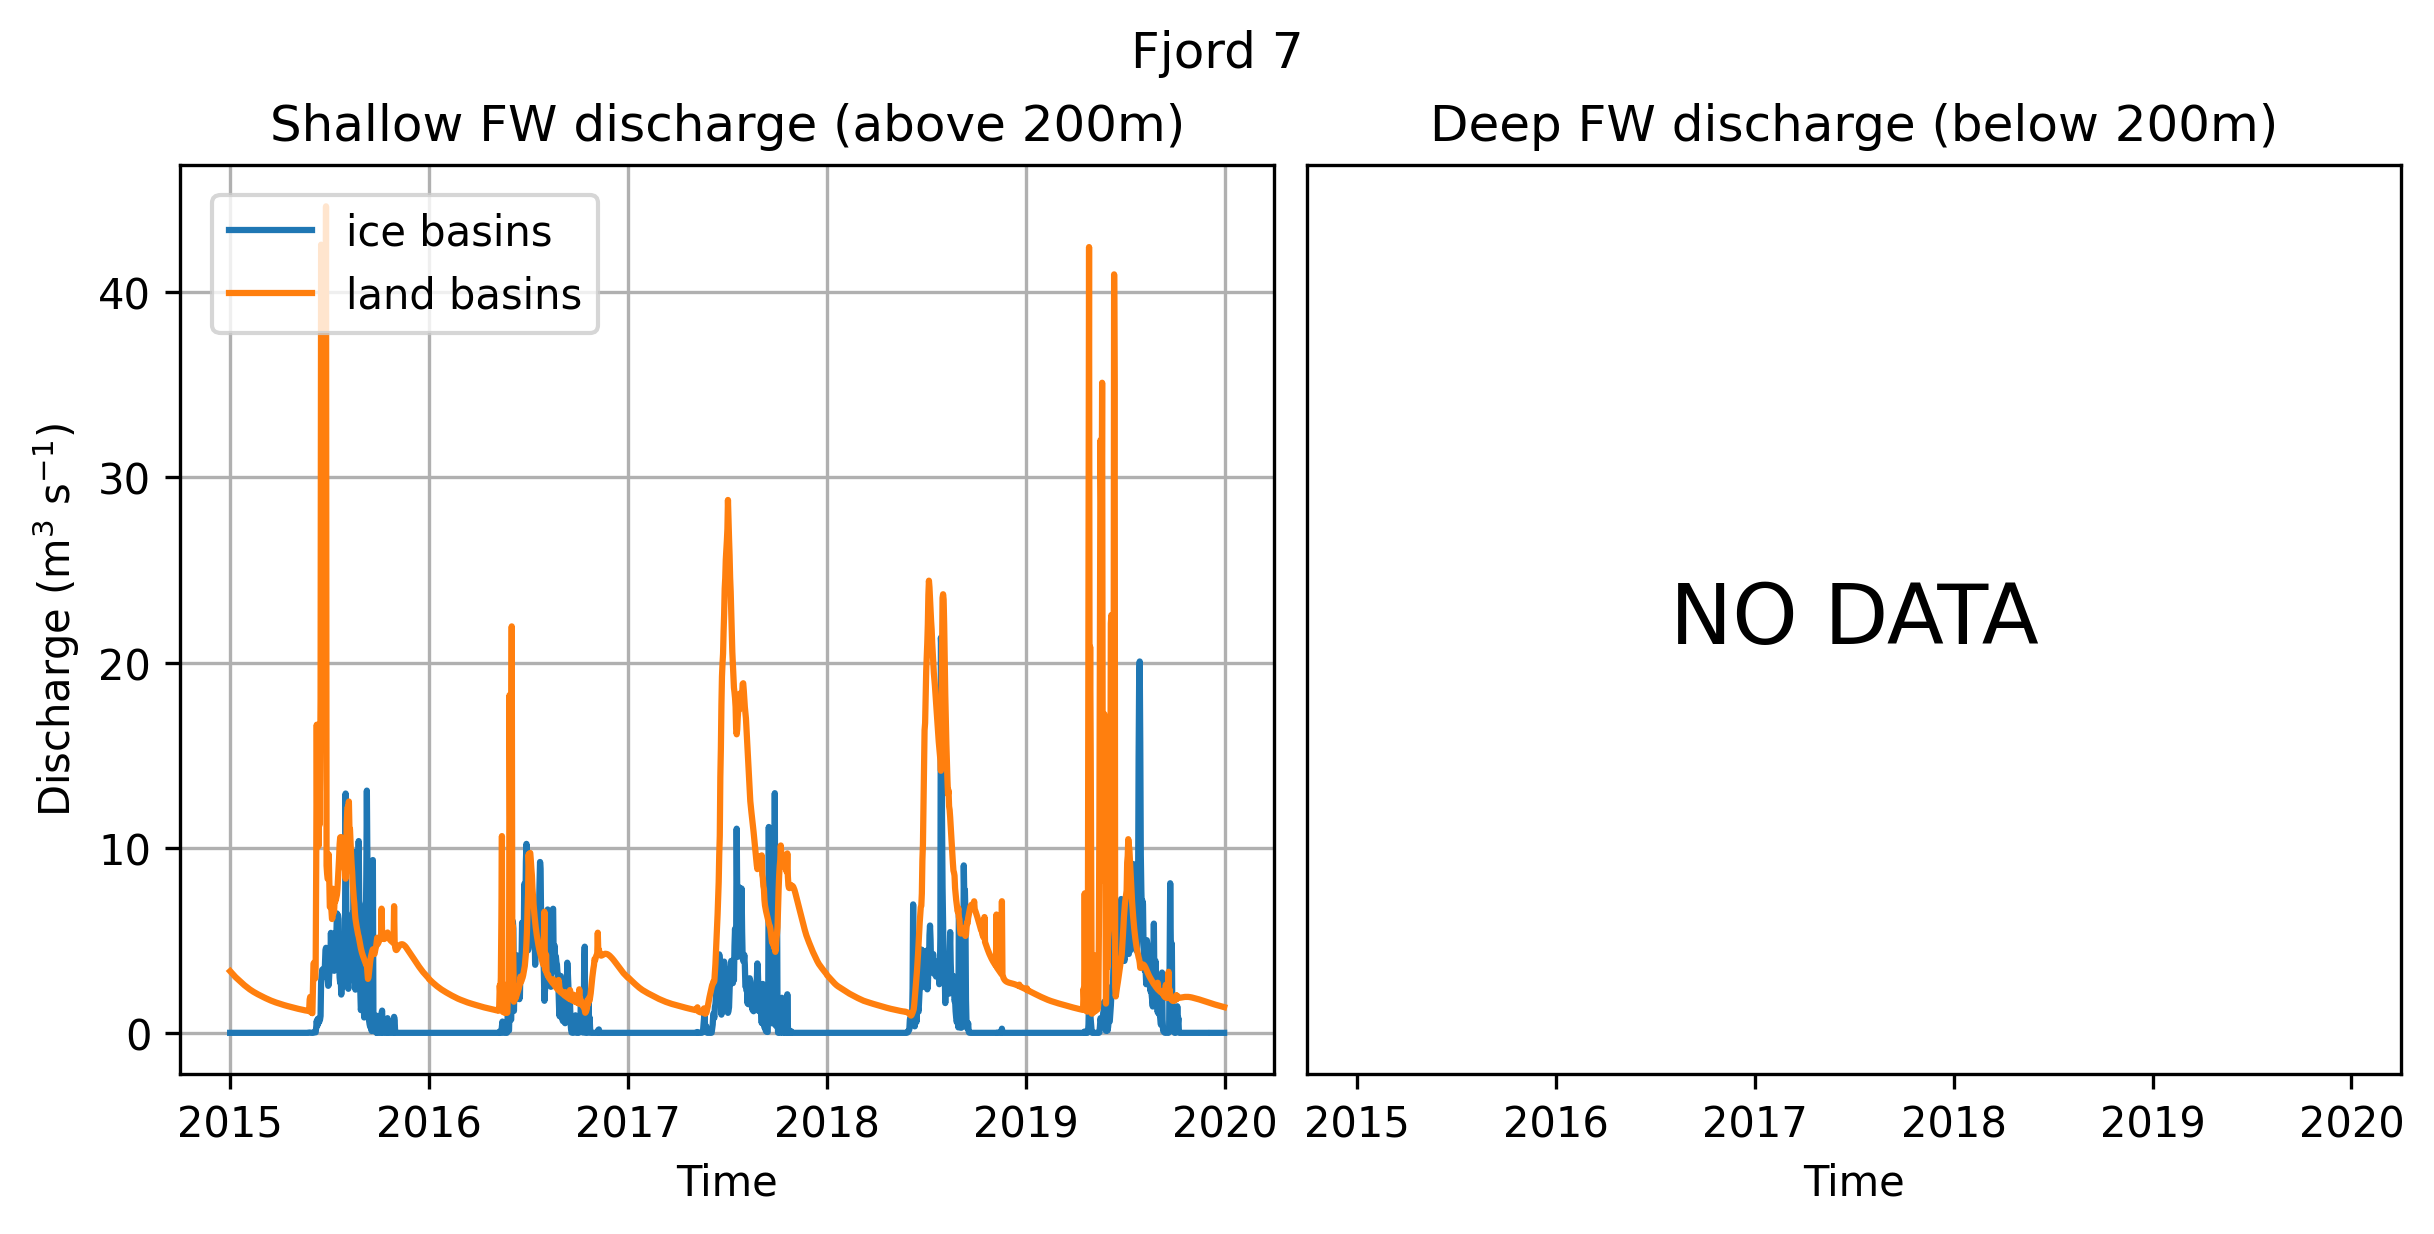 Fjord 7
Shallow FW discharge (above 200m)
Deep FW discharge (below 200m)
ice basins
land basins
Discharge (m³ s⁻¹)
40
30
20
10
0
NO DATA
2015 2016 2017 2018 2019 2020
2015 2016 2017 2018 2019 2020
Time
Time